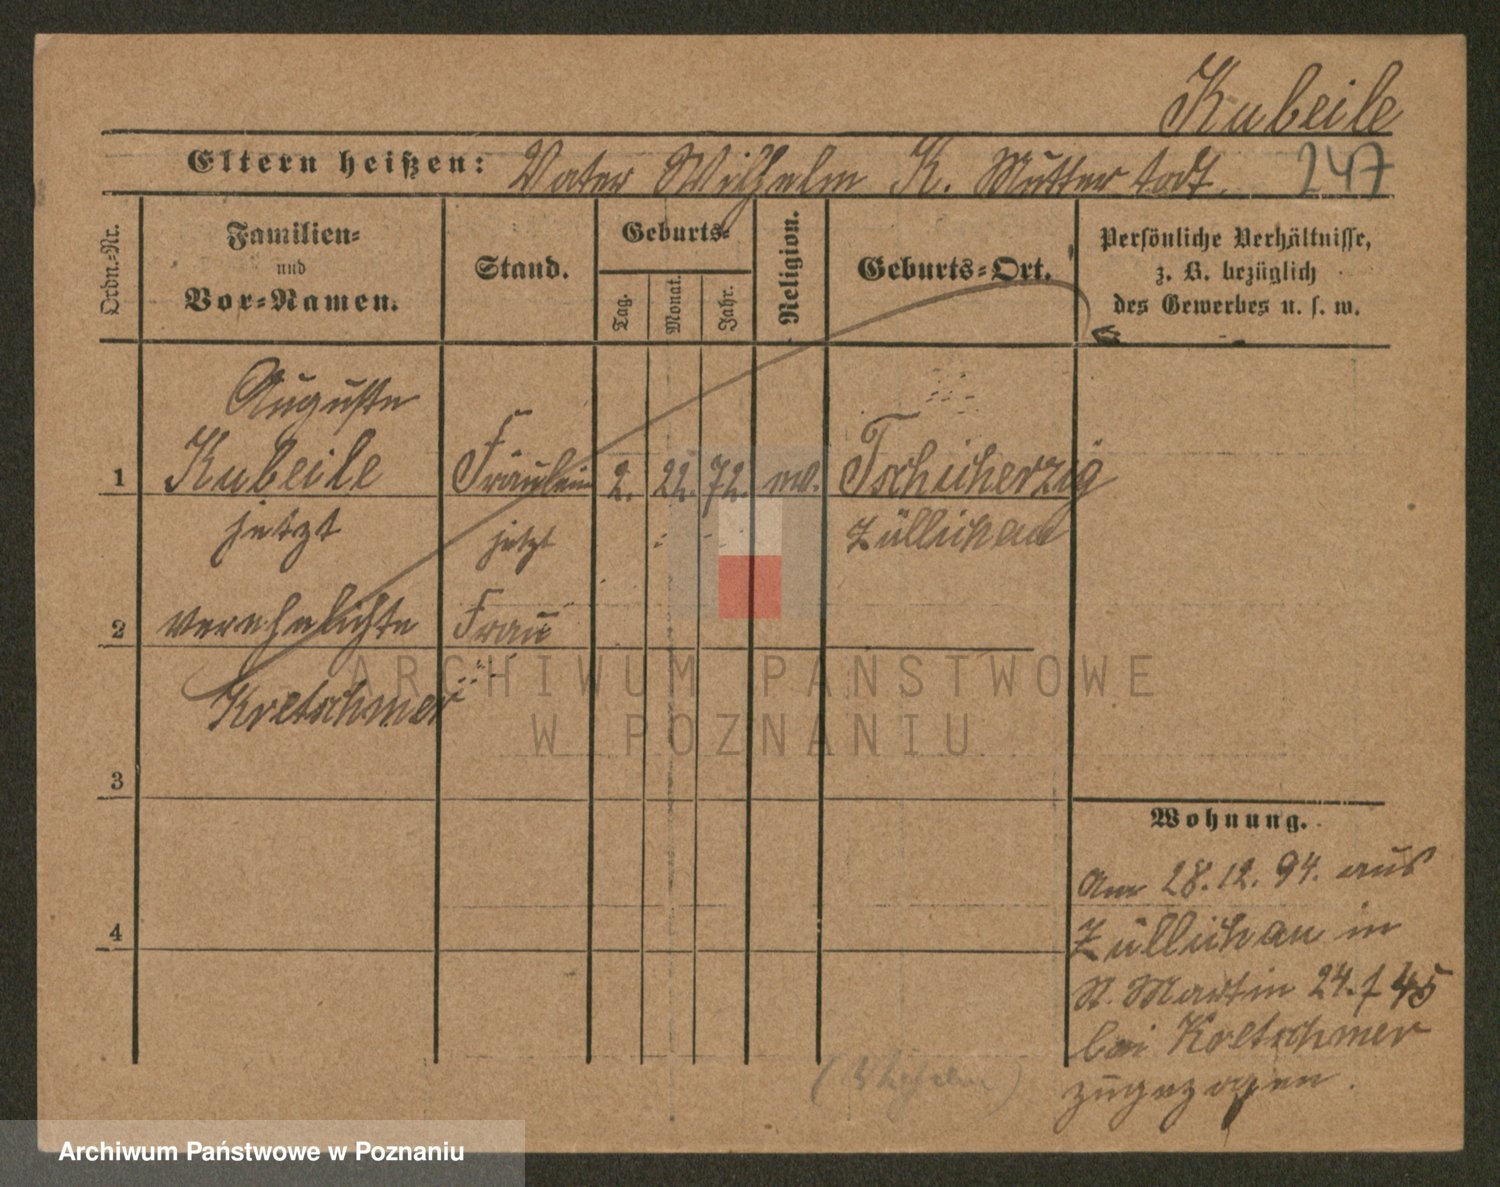 Kubeile
Eltern heißen: Vater Wilhelm K. Mutter todt.
247
Ordn.-Nr.
Familien-
und
Vor-Namen.
Stand.
Geburts-
Tag.
Monat.
Jahr.
Religion.
Geburts-Ort.
Persönliche Verhältnisse,
z. B. bezüglich
des Gewerbes u. s. w.
Auguste
1 Kubeile Fräulein 2. 72. ev. Tschicherzig
jetzt jetzt Züllichau
2 verehelichte Frau
Kretschmer
3
4
Wohnung.
Am 28.12.94. aus
Züllichau in
St. Martin 24. 45
bei Kretschmer
zugezogen.
ARCHIWUM PAŃSTWOWE
W POZNANIU
Archiwum Państwowe w Poznaniu